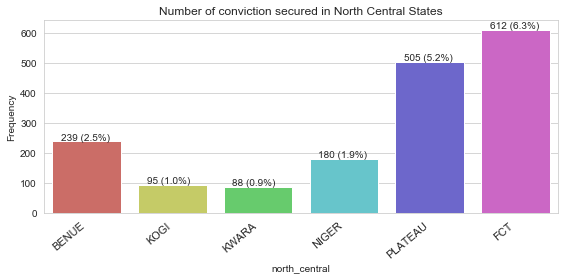 Number of conviction secured in North Central States
Frequency
600
500
400
300
200
100
0
239 (2.5%)
95 (1.0%)
88 (0.9%)
180 (1.9%)
505 (5.2%)
612 (6.3%)
BENUE
KOGI
KWARA
NIGER
PLATEAU
FCT
north_central